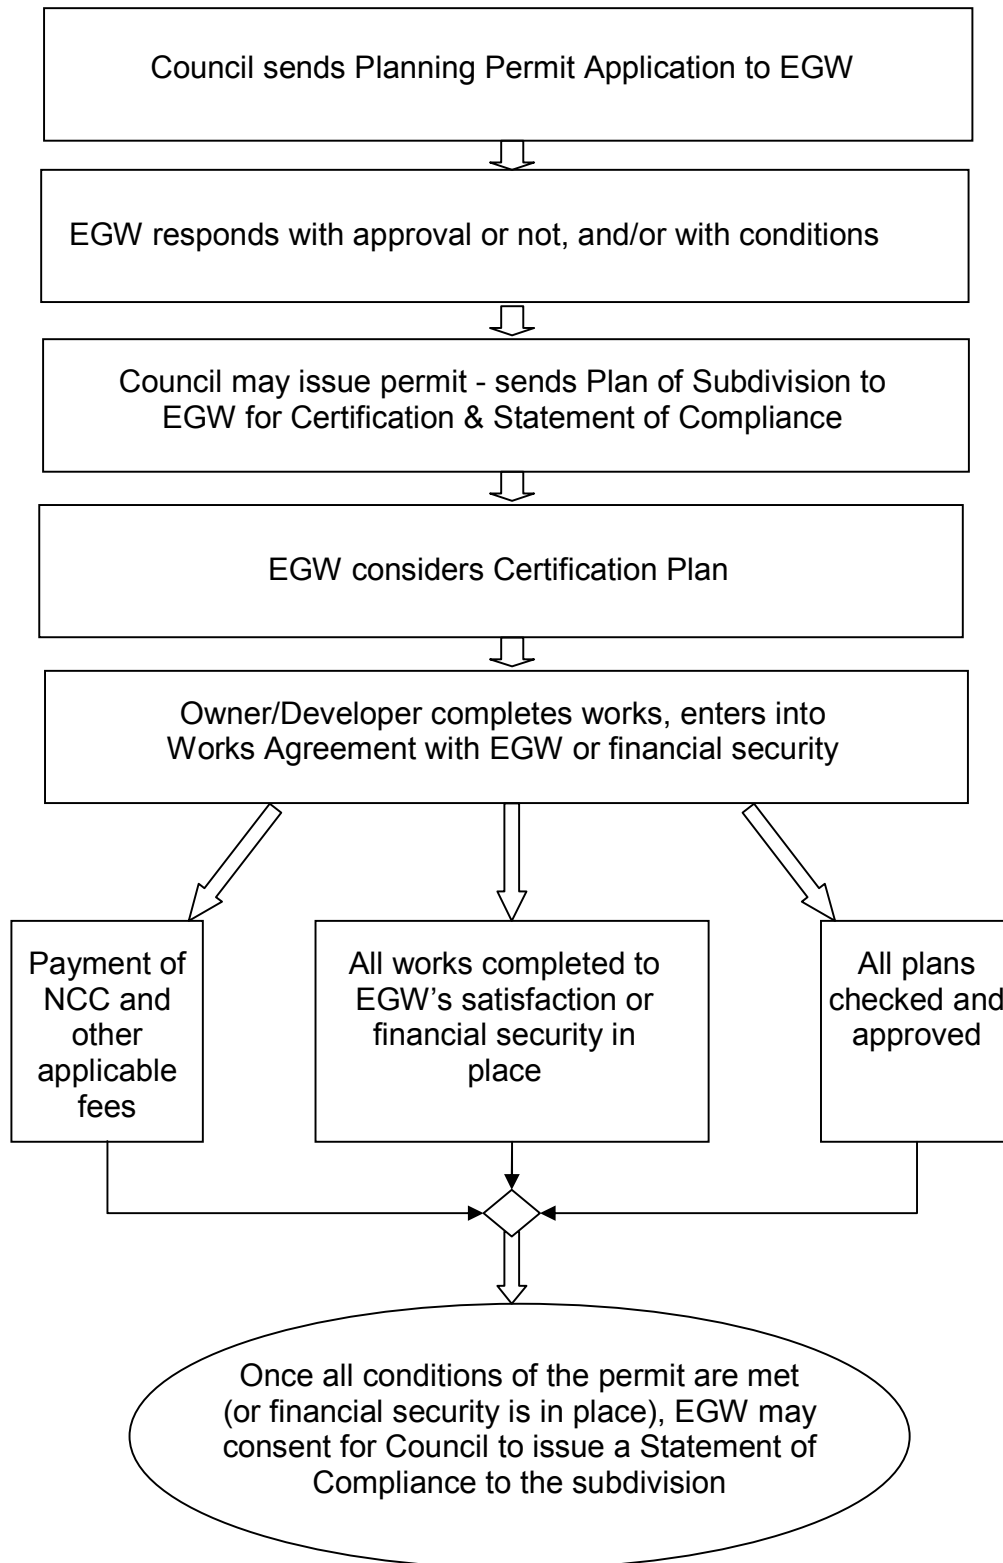 Council sends Planning Permit Application to EGW
EGW responds with approval or not, and/or with conditions
Council may issue permit - sends Plan of Subdivision to
EGW for Certification & Statement of Compliance
EGW considers Certification Plan
Owner/Developer completes works, enters into
Works Agreement with EGW or financial security
Payment of
NCC and
other
applicable
fees
All works completed to
EGW’s satisfaction or
financial security in
place
All plans
checked and
approved
Once all conditions of the permit are met
(or financial security is in place), EGW may
consent for Council to issue a Statement of
Compliance to the subdivision